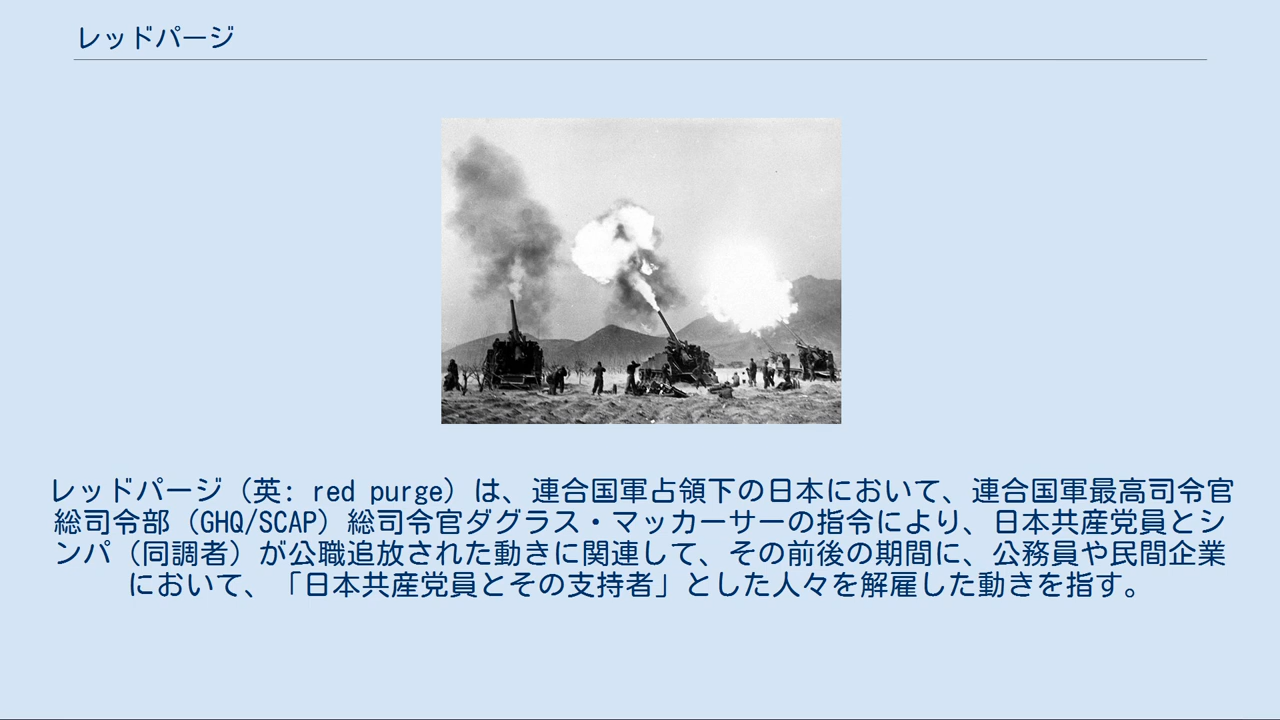 レッドパージ
レッドパージ（英: red purge）は、連合国軍占領下の日本において、連合国軍最高司令官
総司令部（GHQ/SCAP）総司令官ダグラス・マッカーサーの指令により、日本共産党員とシ
ンパ（同調者）が公職追放された動きに関連して、その前後の期間に、公務員や民間企業
において、「日本共産党員とその支持者」とした人々を解雇した動きを指す。